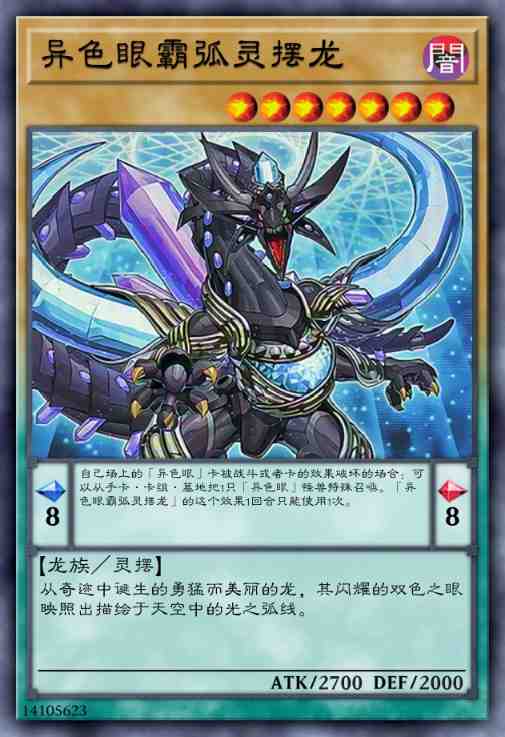 异色眼霸弧灵摆龙
闇
自己场上的「异色眼」卡被战斗或者卡的效果破坏的场合:可
以从手卡·卡组·墓地把1只「异色眼」怪兽特殊召唤。「异
色眼霸弧灵摆龙」的这个效果1回合只能使用1次。
8
8
【龙族／灵摆】
从奇迹中诞生的勇猛而美丽的龙，其闪耀的双色之眼
映照出描绘于天空中的光之弧线。
ATK/2700 DEF/2000
14105623